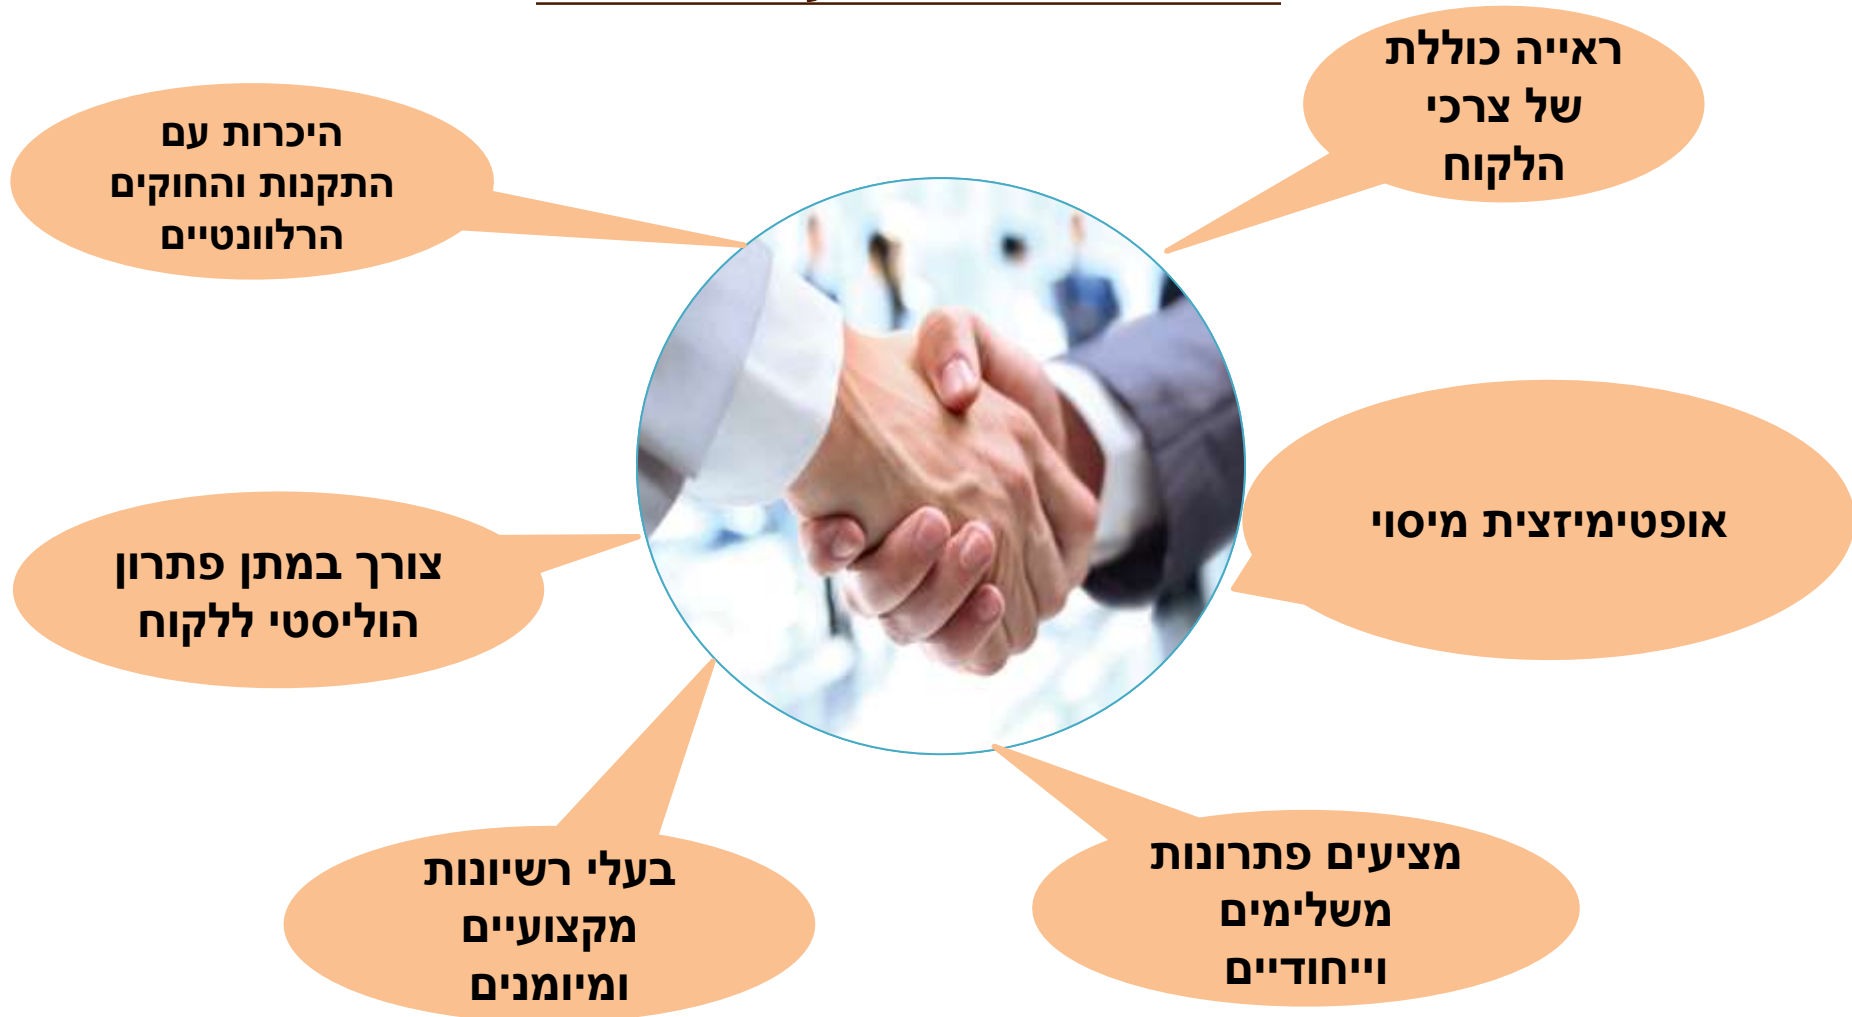 ראייה כוללת
של צרכי
הלקוח
היכרות עם
התקנות והחוקים
הרלוונטיים
אופטימיזצית מיסוי
צורך במתן פתרון
הוליסטי ללקוח
מציעים פתרונות
משלימים
וייחודיים
בעלי רשיונות
מקצועיים
ומיומנים